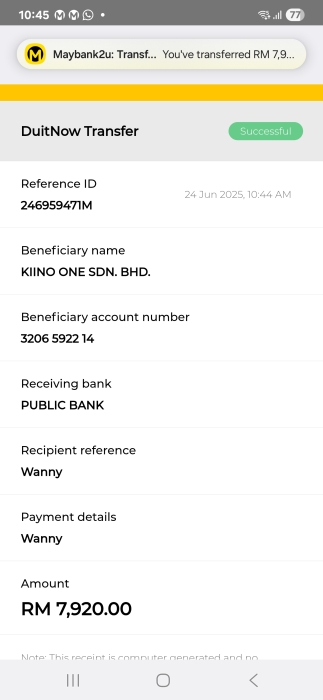 10:45
77
Maybank2u: Transf... You've transferred RM 7,9...
DuitNow Transfer
Successful
Reference ID
24 Jun 2025, 10:44 AM
246959471M
Beneficiary name
KIINO ONE SDN. BHD.
Beneficiary account number
3206 5922 14
Receiving bank
PUBLIC BANK
Recipient reference
Wanny
Payment details
Wanny
Amount
RM 7,920.00
Note: This receipt is computer generated and no